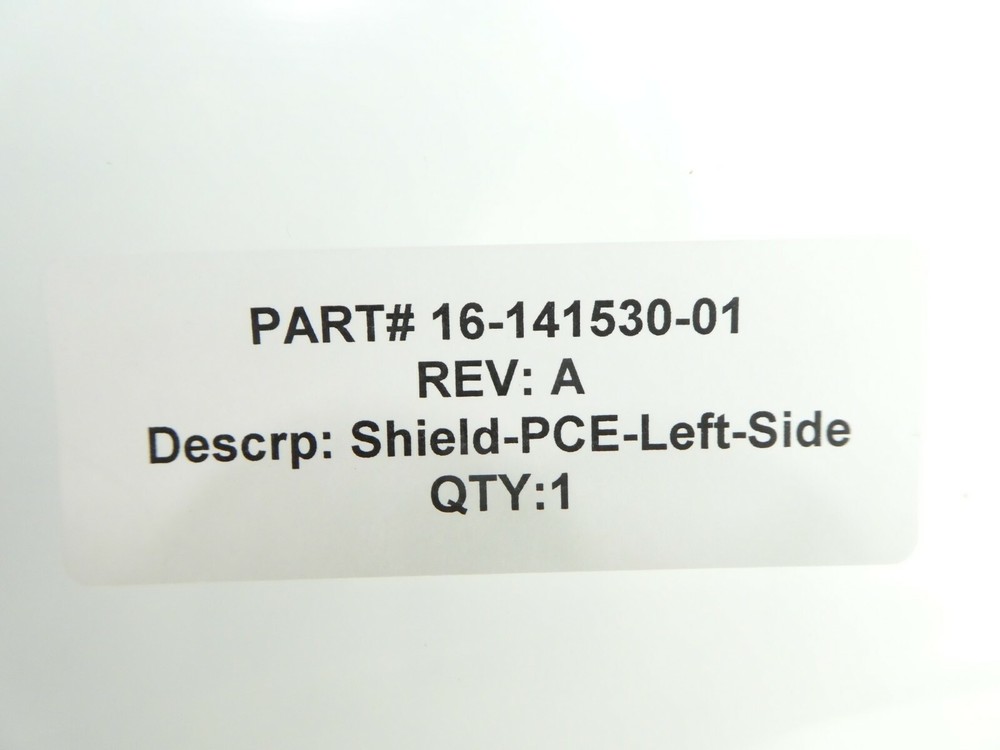 PART# 16-141530-01
REV: A
Descrp: Shield-PCE-Left-Side
QTY:1